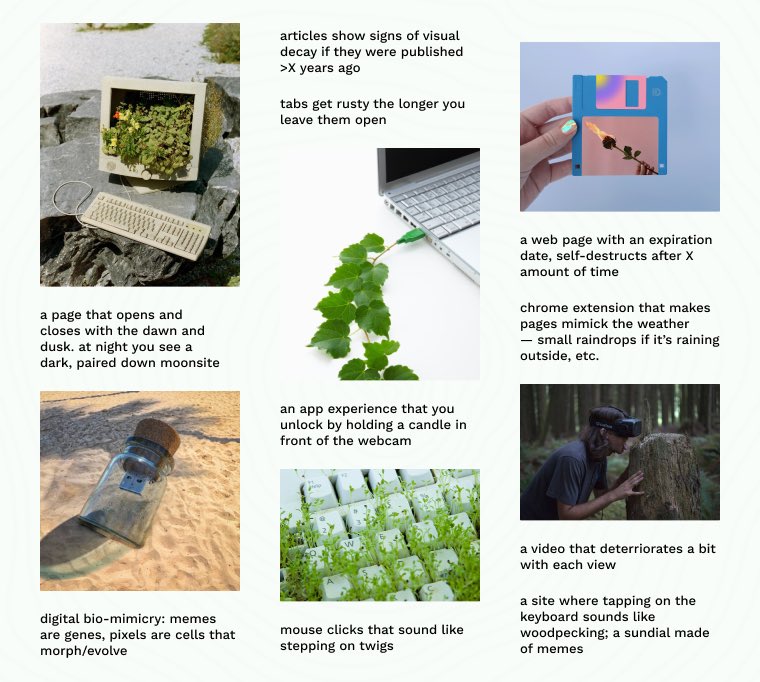 a page that opens and
closes with the dawn and
dusk. at night you see a
dark, paired down moonsite
digital bio-mimicry: memes
are genes, pixels are cells that
morph/evolve
articles show signs of visual
decay if they were published
>X years ago
tabs get rusty the longer you
leave them open
an app experience that you
unlock by holding a candle in
front of the webcam
mouse clicks that sound like
stepping on twigs
a web page with an expiration
date, self-destructs after X
amount of time
chrome extension that makes
pages mimick the weather
— small raindrops if it’s raining
outside, etc.
a video that deterriorates a bit
with each view
a site where tapping on the
keyboard sounds like
woodpecking; a sundial made
of memes